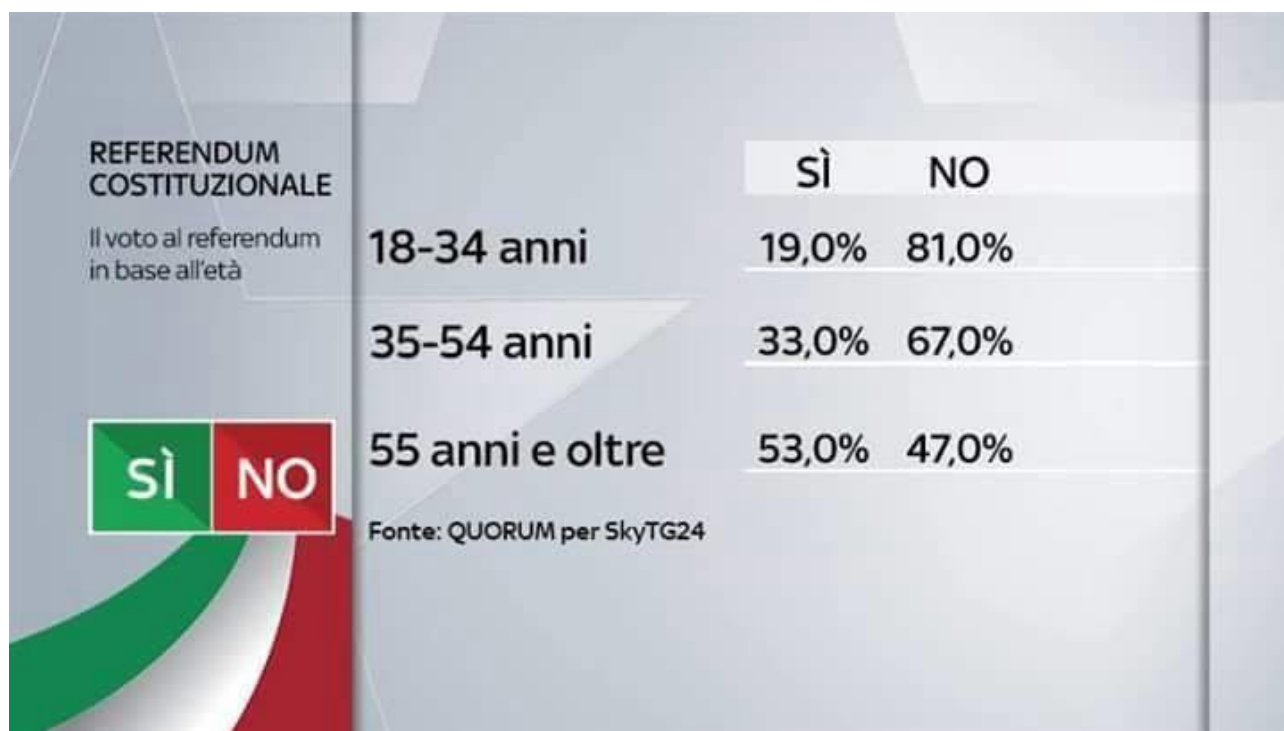 REFERENDUM
COSTITUZIONALE
Il voto al referendum
in base all'età
SÌ NO
18-34 anni 19,0% 81,0%
35-54 anni 33,0% 67,0%
55 anni e oltre 53,0% 47,0%
Fonte: QUORUM per SkyTG24
SÌ NO